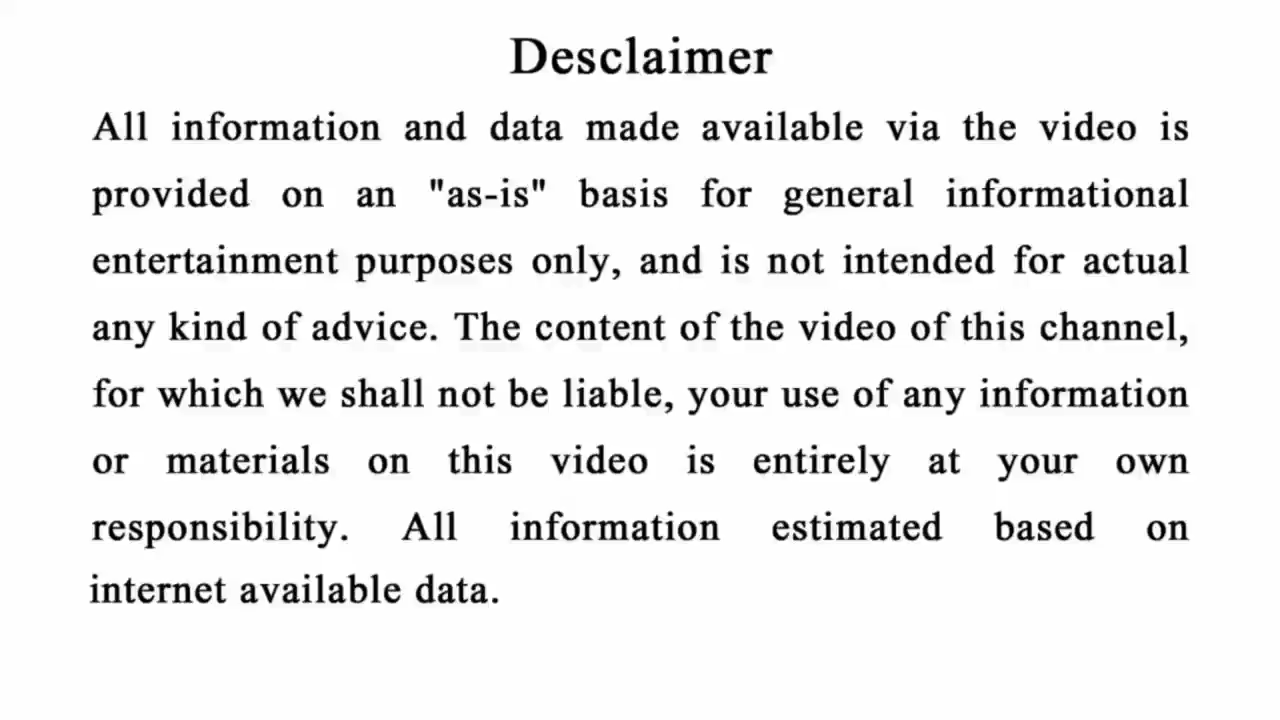 Desclaimer
All information and data made available via the video is
provided on an "as-is" basis for general informational
entertainment purposes only, and is not intended for actual
any kind of advice. The content of the video of this channel,
for which we shall not be liable, your use of any information
or materials on this video is entirely at your own
responsibility. All information estimated based on
internet available data.